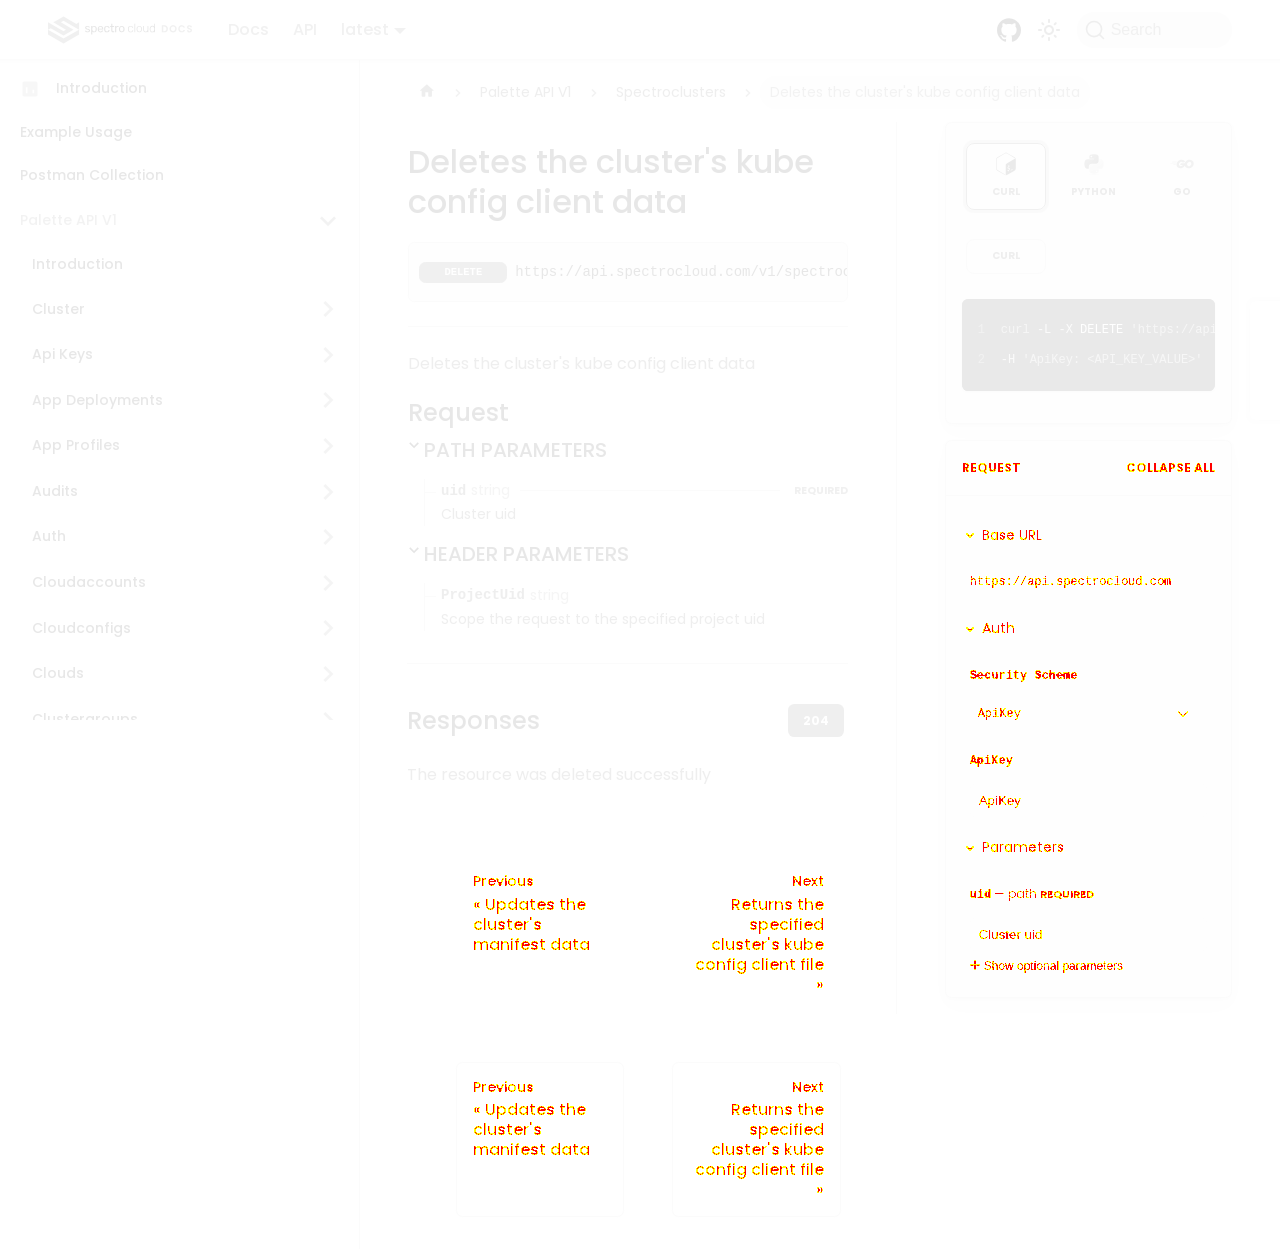 spectro cloud DOCS Docs API latest Search
Introduction
Example Usage
Postman Collection
Palette API V1
Introduction
Cluster
Api Keys
App Deployments
App Profiles
Audits
Auth
Cloudaccounts
Cloudconfigs
Clouds
Clustergroups
Palette API V1 Spectroclusters Deletes the cluster's kube config client data
Deletes the cluster's kube
config client data
DELETE https://api.spectrocloud.com/v1/spectroc
Deletes the cluster's kube config client data
Request
PATH PARAMETERS
uid string REQUIRED
Cluster uid
HEADER PARAMETERS
ProjectUid string
Scope the request to the specified project uid
Responses 204
The resource was deleted successfully
Previous
« Updates the
cluster's
manifest data
Next
Returns the
specified
cluster's kube
config client file
»
Previous
« Updates the
cluster's
manifest data
Next
Returns the
specified
cluster's kube
config client file
»
CURL PYTHON GO
CURL
1 curl -L -X DELETE 'https://api
2 -H 'ApiKey: <API_KEY_VALUE>'
REQUEST COLLAPSE ALL
Base URL
https://api.spectrocloud.com
Auth
Security Scheme
ApiKey
ApiKey
ApiKey
Parameters
uid — path REQUIRED
Cluster uid
+ Show optional parameters